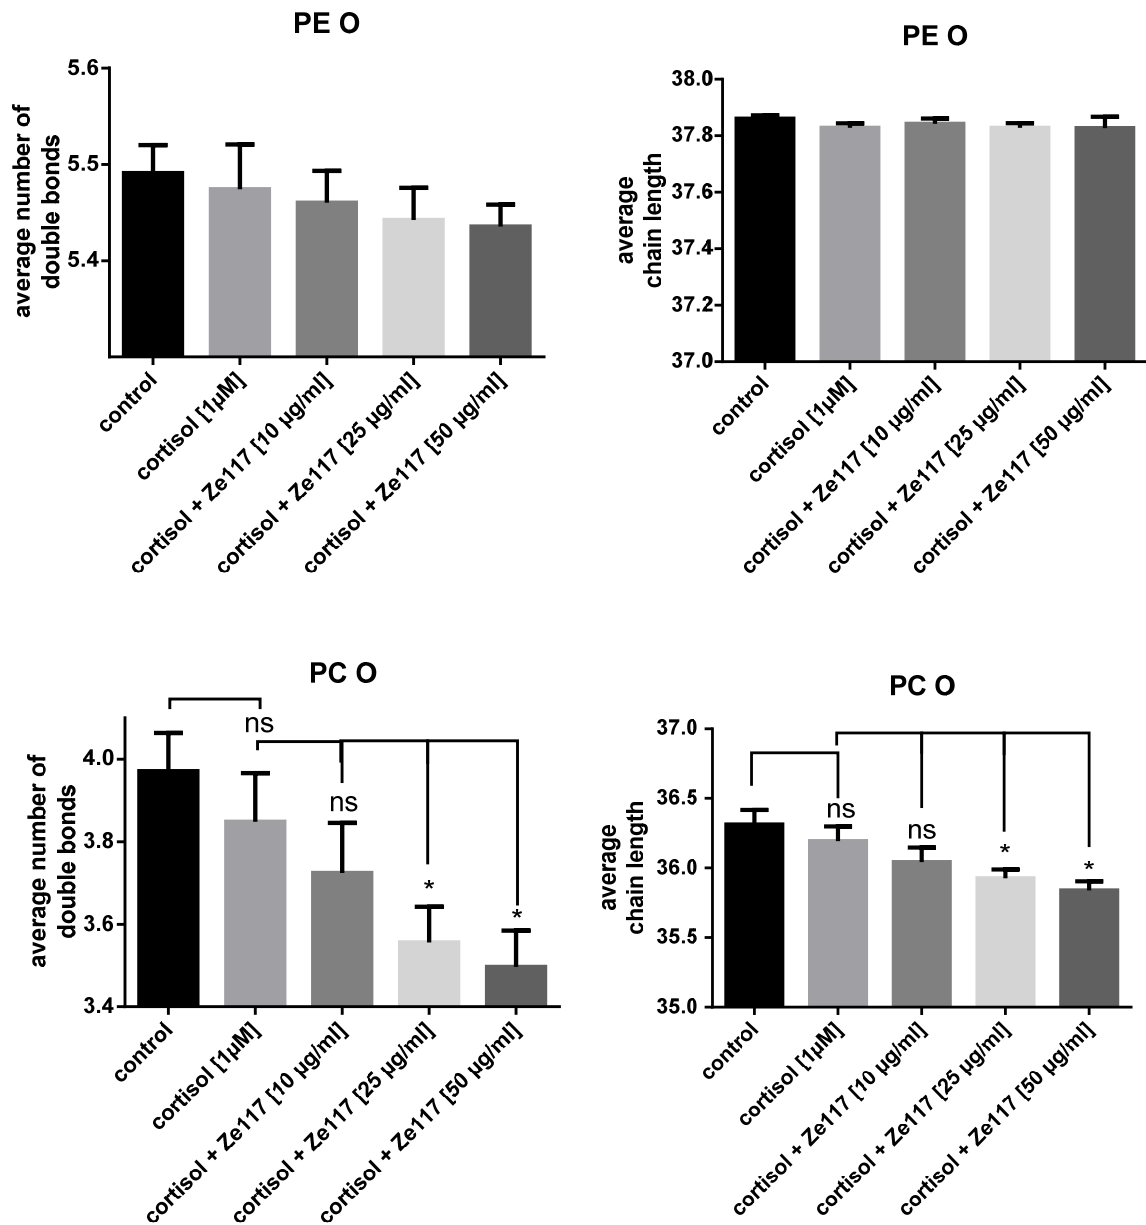 PE O
average number of
double bonds
5.6
5.5
5.4
control
cortisol [1µM]
cortisol + Ze117 [10 µg/ml]
cortisol + Ze117 [25 µg/ml]
cortisol + Ze117 [50 µg/ml]
PE O
average
chain length
38.0
37.8
37.6
37.4
37.2
37.0
control
cortisol [1µM]
cortisol + Ze117 [10 µg/ml]
cortisol + Ze117 [25 µg/ml]
cortisol + Ze117 [50 µg/ml]
PC O
average number of
double bonds
4.0
3.8
3.6
3.4
ns
ns
*
*
control
cortisol [1µM]
cortisol + Ze117 [10 µg/ml]
cortisol + Ze117 [25 µg/ml]
cortisol + Ze117 [50 µg/ml]
PC O
average
chain length
37.0
36.5
36.0
35.5
35.0
ns
ns
*
*
control
cortisol [1µM]
cortisol + Ze117 [10 µg/ml]
cortisol + Ze117 [25 µg/ml]
cortisol + Ze117 [50 µg/ml]